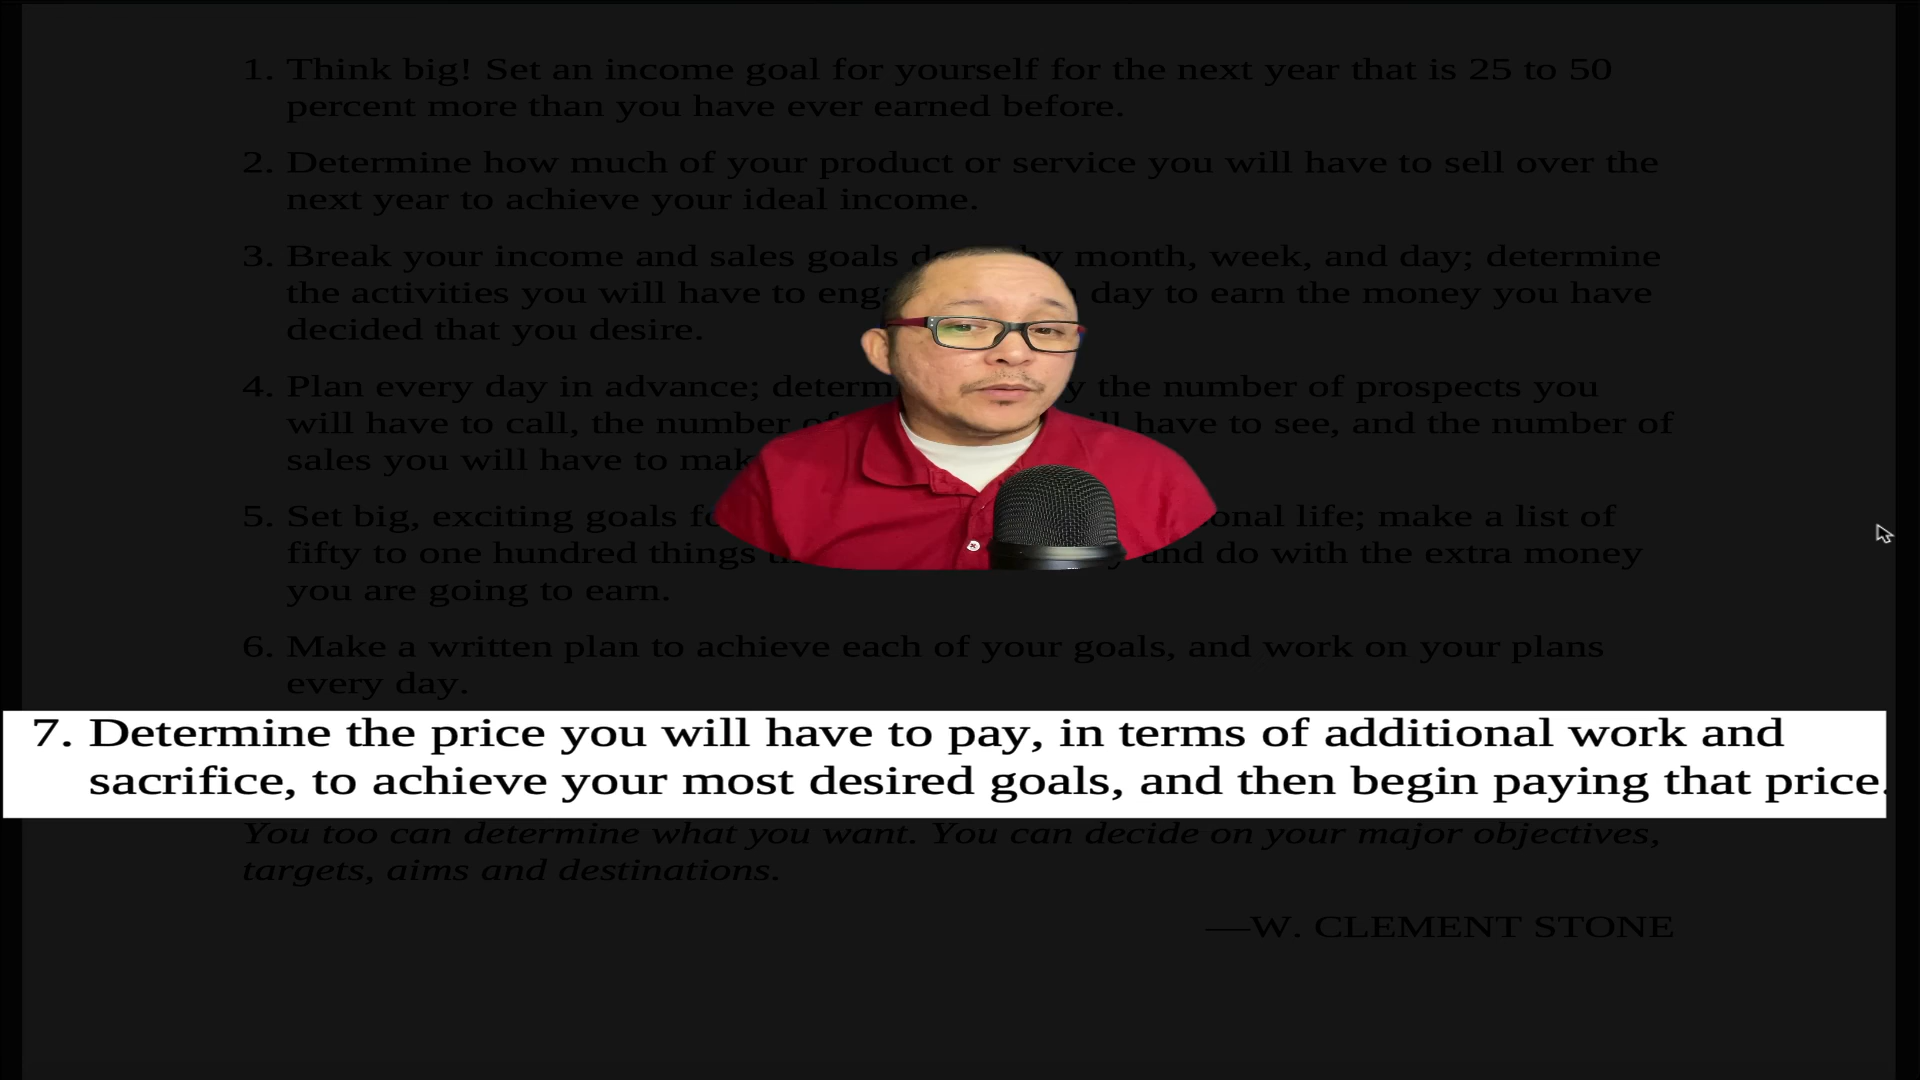 1. Think big! Set an income goal for yourself for the next year that is 25 to 50
percent more than you have ever earned before.
2. Determine how much of your product or service you will have to sell over the
next year to achieve your ideal income.
3. Break your income and sales goals by month, week, and day; determine
the activities you will have to day to earn the money you have
decided that you desire.
4. Plan every day in advance; the number of prospects you
will have to call, the number have to see, and the number of
sales you will have to
5. Set big, exciting goals life; make a list of
fifty to one hundred things and do with the extra money
you are going to earn.
6. Make a written plan to achieve each of your goals, and work on your plans
every day.
7. Determine the price you will have to pay, in terms of additional work and
sacrifice, to achieve your most desired goals, and then begin paying that price.
You too can determine what you want. You can decide on your major objectives,
targets, aims and destinations.
—W. CLEMENT STONE